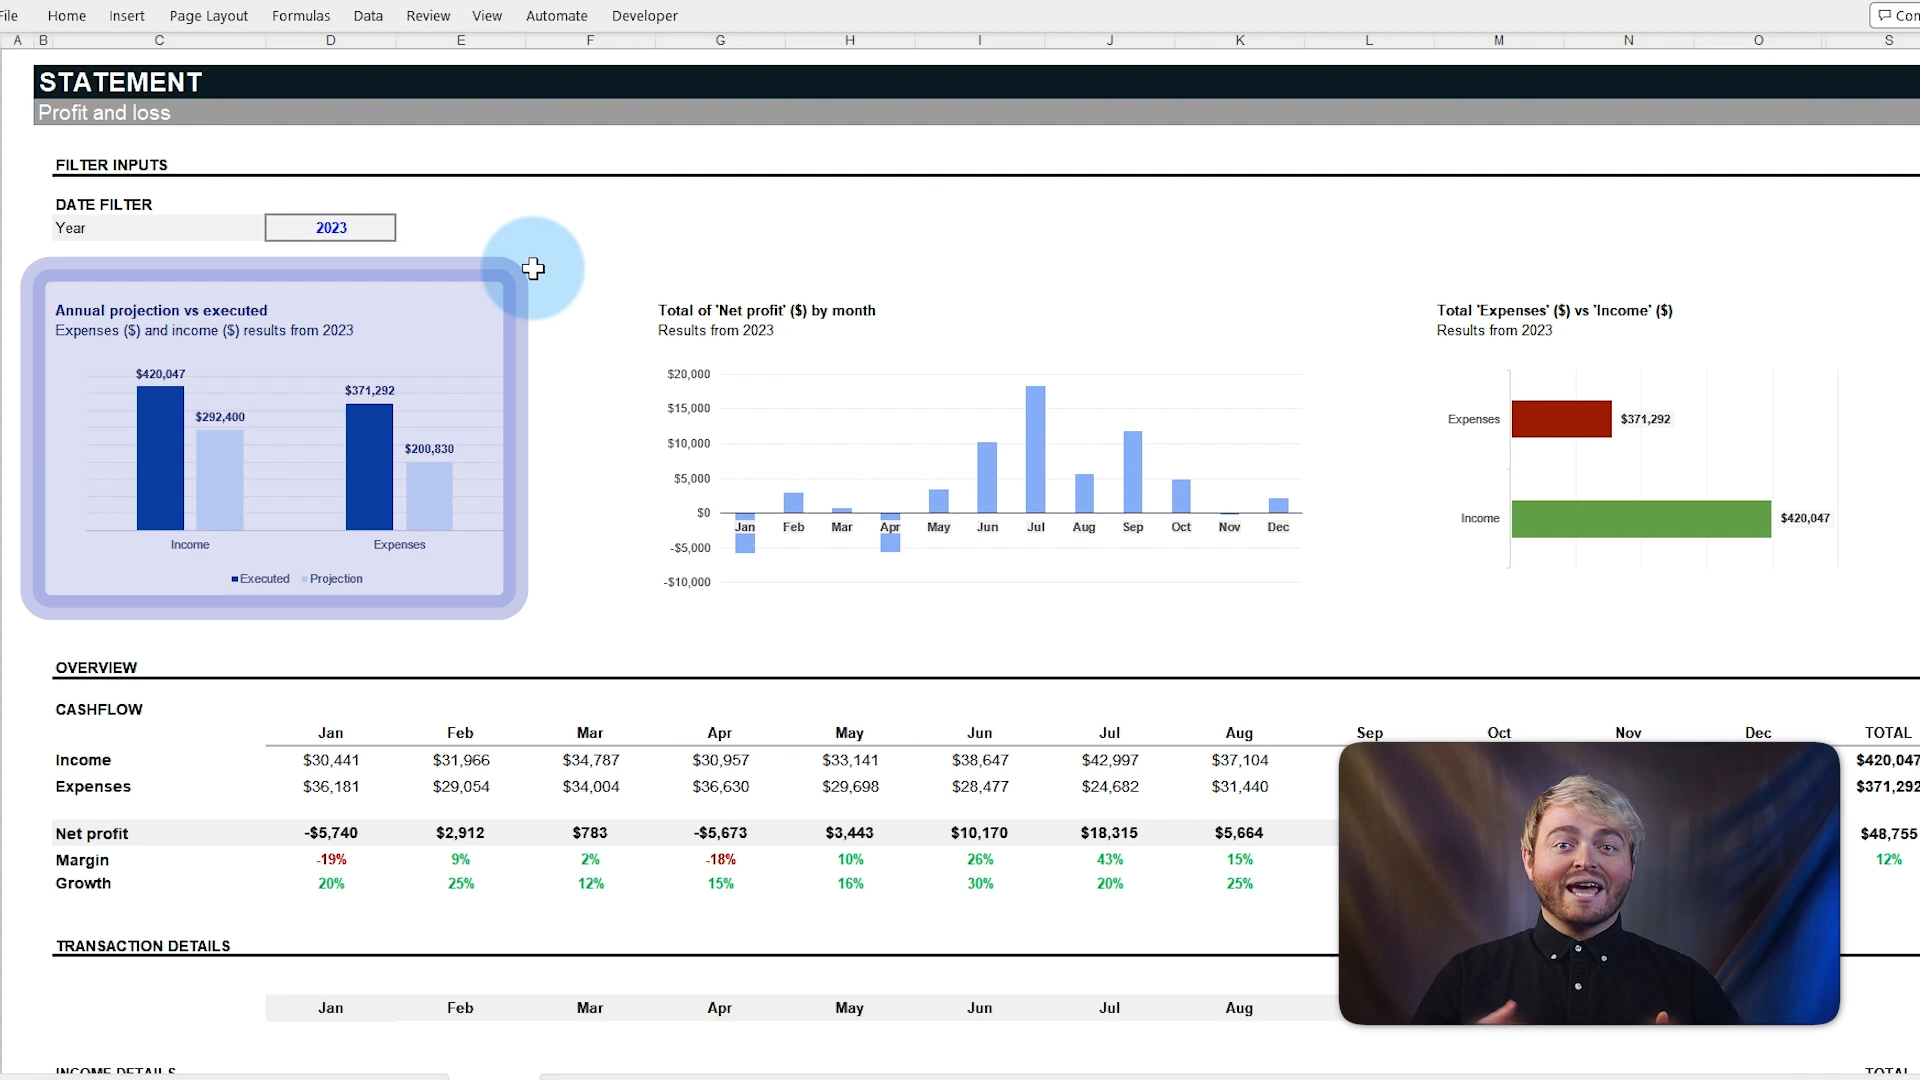 File Home Insert Page Layout Formulas Data Review View Automate Developer
A B C D E F G H I J K L M N O S
STATEMENT
Profit and loss
FILTER INPUTS
DATE FILTER
Year 2023
Annual projection vs executed
Expenses ($) and income ($) results from 2023
$420,047
$292,400
$371,292
$200,830
Income Expenses
Executed Projection
Total of 'Net profit' ($) by month
Results from 2023
$20,000
$15,000
$10,000
$5,000
$0
Jan Feb Mar Apr May Jun Jul Aug Sep Oct Nov Dec
-$5,000
-$10,000
Total 'Expenses' ($) vs 'Income' ($)
Results from 2023
Expenses $371,292
Income $420,047
OVERVIEW
CASHFLOW
Jan Feb Mar Apr May Jun Jul Aug Sep Oct Nov Dec TOTAL
Income $30,441 $31,966 $34,787 $30,957 $33,141 $38,647 $42,997 $37,104 $420,047
Expenses $36,181 $29,054 $34,004 $36,630 $29,698 $28,477 $24,682 $31,440 $371,292
Net profit -$5,740 $2,912 $783 -$5,673 $3,443 $10,170 $18,315 $5,664 $48,755
Margin -19% 9% 2% -18% 10% 26% 43% 15% 12%
Growth 20% 25% 12% 15% 16% 30% 20% 25%
TRANSACTION DETAILS
Jan Feb Mar Apr May Jun Jul Aug
INCOME DETAILS TOTAL